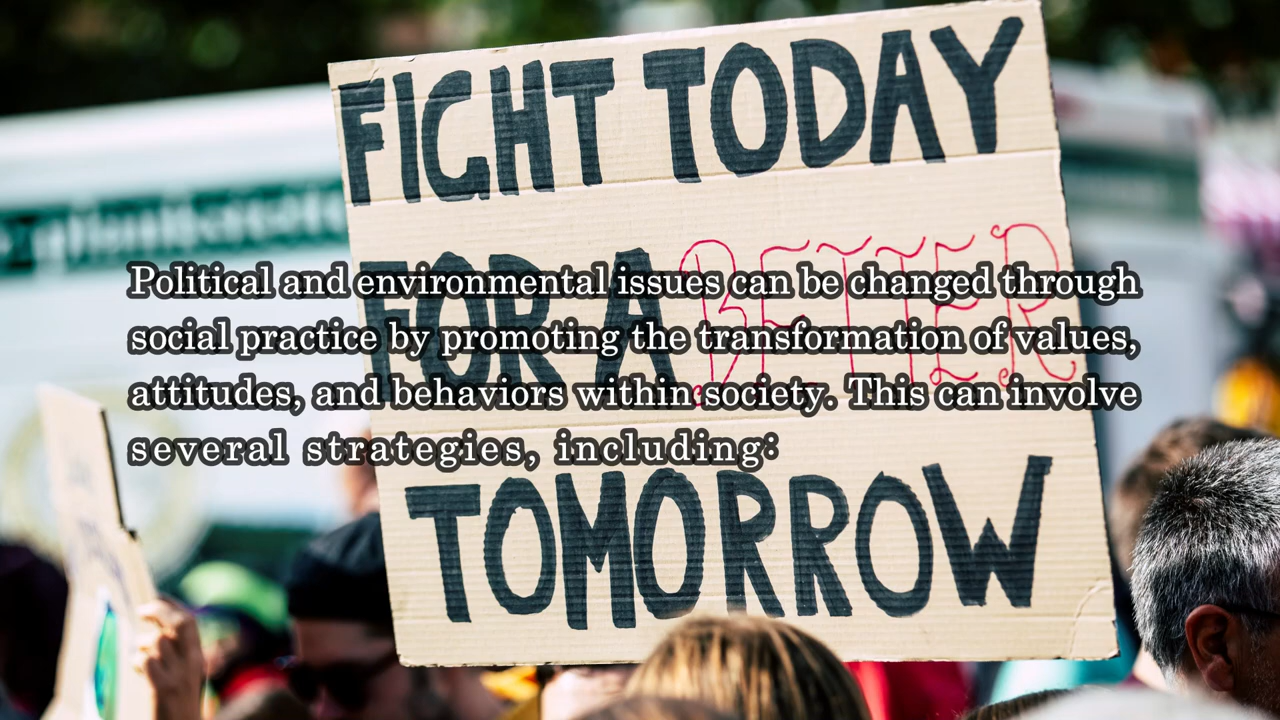 FIGHT TODAY
FOR A BETTER
TOMORROW
Political and environmental issues can be changed through
social practice by promoting the transformation of values,
attitudes, and behaviors within society. This can involve
several strategies, including: